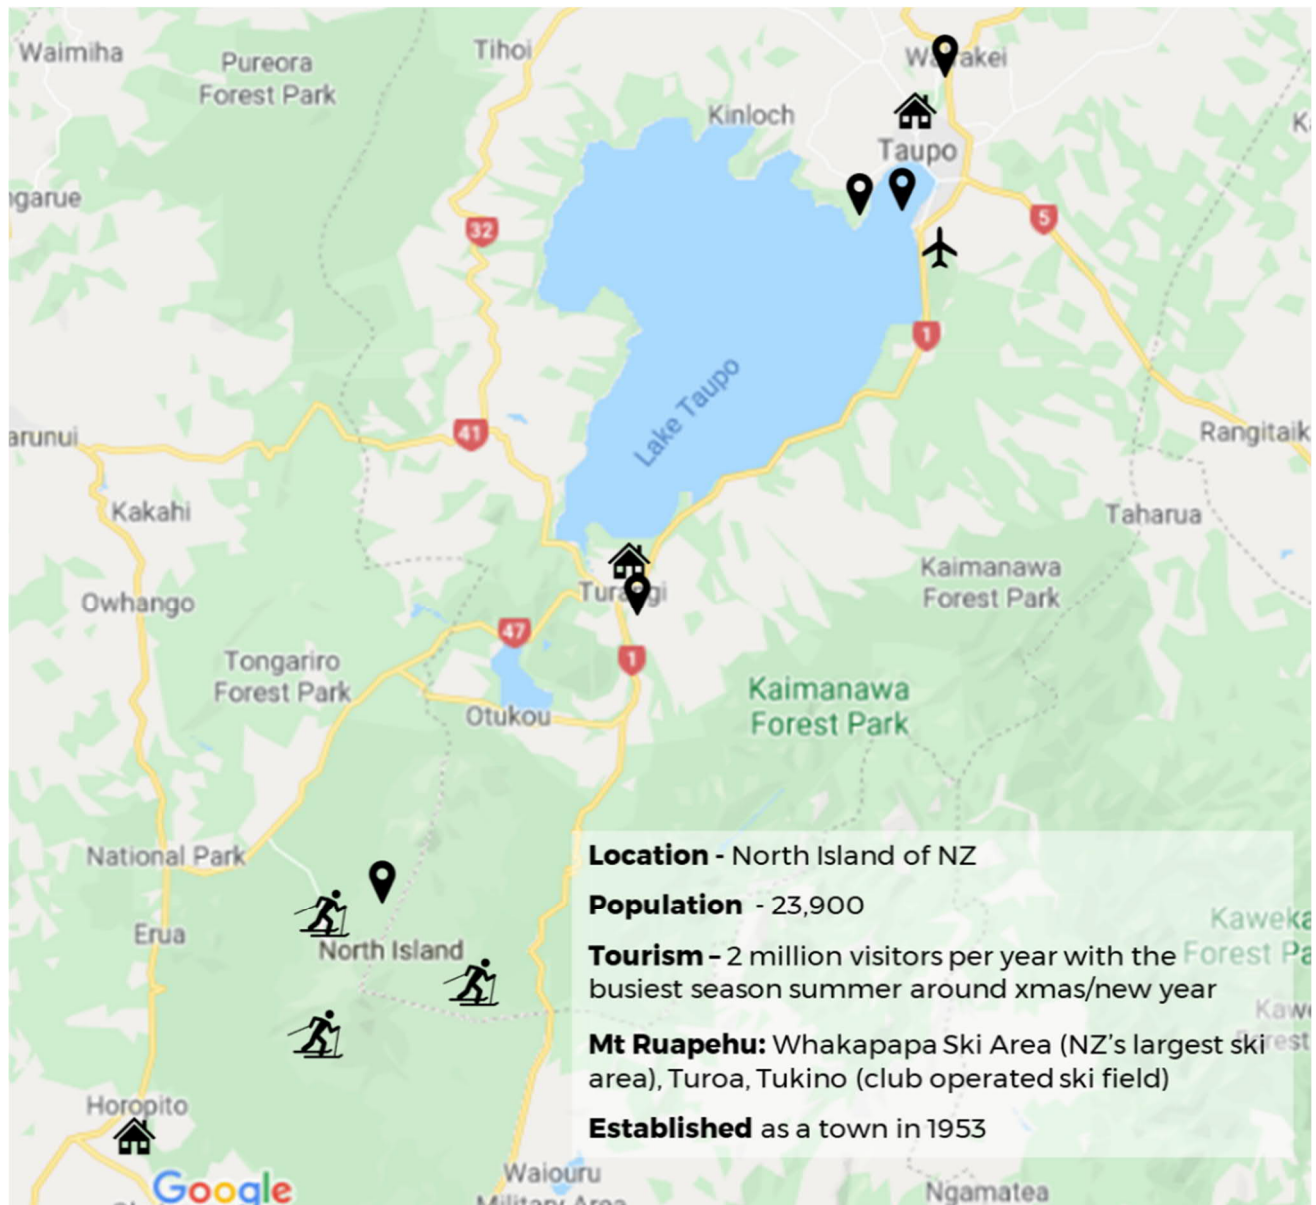 Waimiha
Pureora
Forest Park
Tihoi
Kinloch
Taupo
ngarue
32
5
1
Lake Taupo
41
arunui
Rangitaik
Kakahi
Taharua
Kaimanawa
Forest Park
Owhango
47
1
Tongariro
Forest Park
Kaimanawa
Forest Park
Otukou
National Park
Erua
North Island
Horopito
Google
Waiouru
Military Area
Ngamatea
Kaweka
Forest Pa
Location - North Island of NZ
Population - 23,900
Tourism – 2 million visitors per year with the
busiest season summer around xmas/new year
Mt Ruapehu: Whakapapa Ski Area (NZ's largest ski
area), Turoa, Tukino (club operated ski field)
Established as a town in 1953